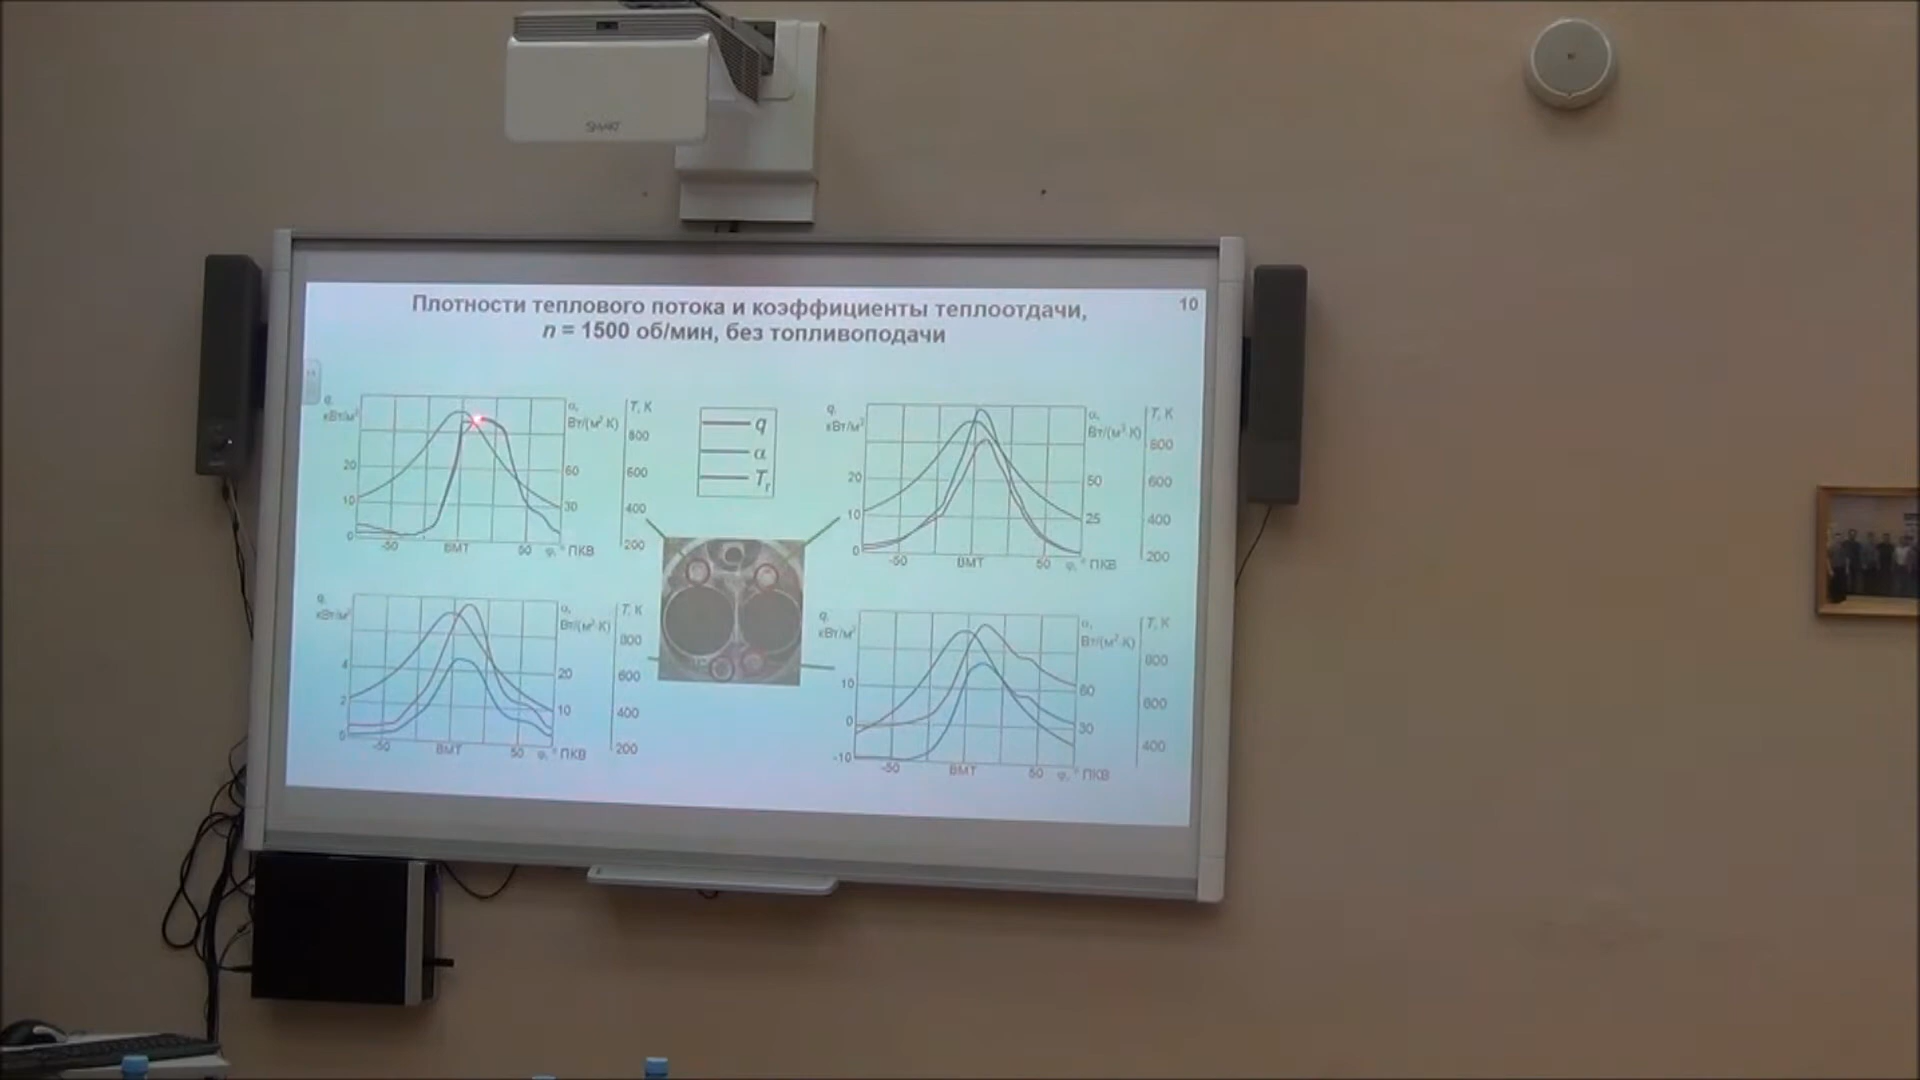 SMART
Плотности теплового потока и коэффициенты теплоотдачи,
n = 1500 об/мин, без топливоподачи
10
q,
кВт/м²
20
10
0
-50
ВМТ
50
φ, ° ПКВ
α,
Вт/(м²·К)
60
30
T, К
800
600
400
200
q
α
Tг
q,
кВт/м²
20
10
0
-50
ВМТ
50
φ, ° ПКВ
α,
Вт/(м²·К)
50
25
T, К
800
600
400
200
q,
кВт/м²
4
2
0
-50
ВМТ
50
φ, ° ПКВ
α,
Вт/(м²·К)
20
10
T, К
800
600
400
200
q,
кВт/м²
10
0
-10
-50
ВМТ
50
φ, ° ПКВ
α,
Вт/(м²·К)
60
30
T, К
800
600
400